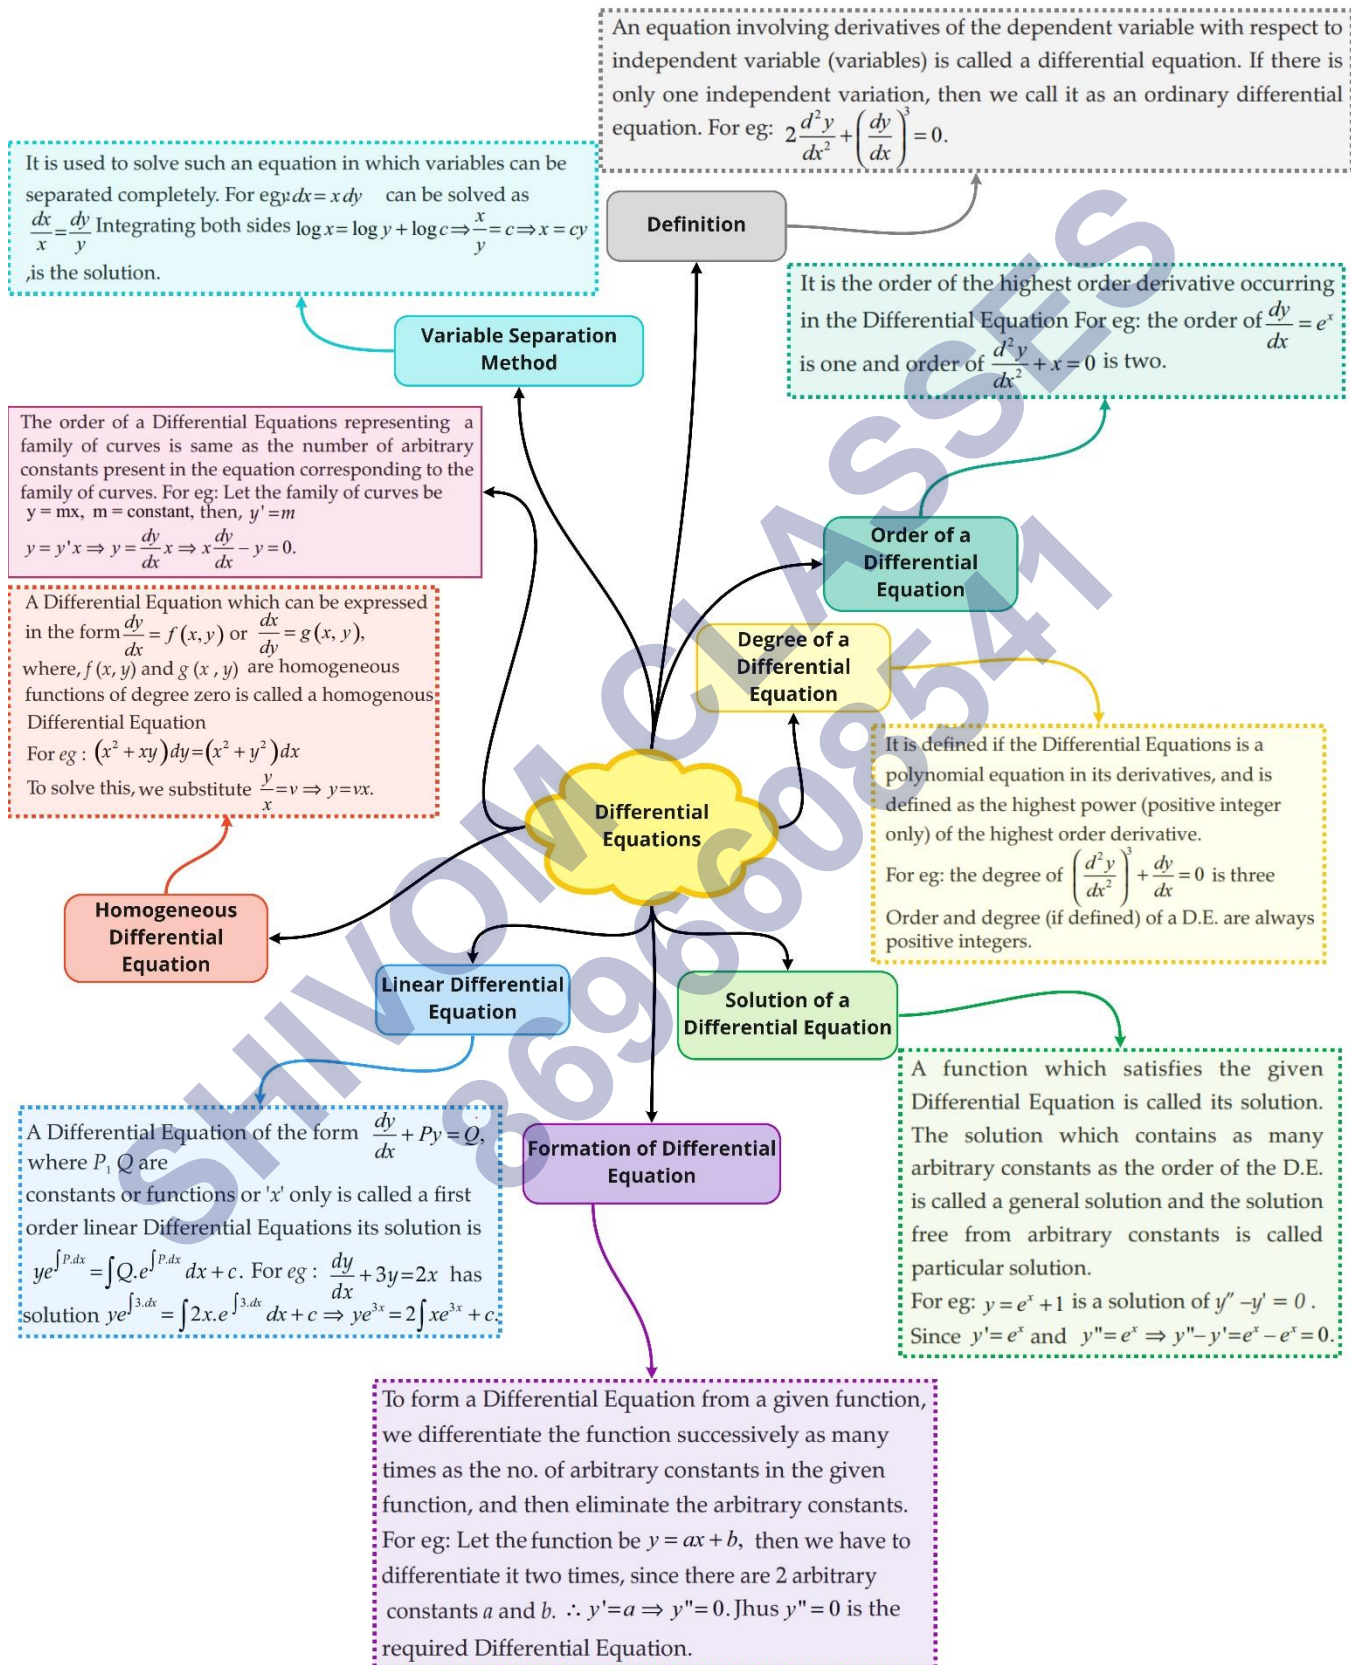 An equation involving derivatives of the dependent variable with respect to
independent variable (variables) is called a differential equation. If there is
only one independent variation, then we call it as an ordinary differential
equation. For eg: 2 d²y/dx² + (dy/dx)³ = 0.
It is used to solve such an equation in which variables can be
separated completely. For eg: y dx = x dy can be solved as
dx/x = dy/y Integrating both sides log x = log y + log c ⇒ x/y = c ⇒ x = cy
,is the solution.
Definition
It is the order of the highest order derivative occurring
in the Differential Equation For eg: the order of dy/dx = eˣ
is one and order of d²y/dx² + x = 0 is two.
Variable Separation
Method
The order of a Differential Equations representing a
family of curves is same as the number of arbitrary
constants present in the equation corresponding to the
family of curves. For eg: Let the family of curves be
y = mx, m = constant, then, y' = m
y = y'x ⇒ y = dy/dx x ⇒ x dy/dx − y = 0.
Order of a
Differential
Equation
A Differential Equation which can be expressed
in the form dy/dx = f(x, y) or dx/dy = g(x, y),
where, f (x, y) and g (x , y) are homogeneous
functions of degree zero is called a homogenous
Differential Equation
For eg : (x² + xy)dy = (x² + y²)dx
To solve this, we substitute y/x = v ⇒ y = vx.
Degree of a
Differential
Equation
It is defined if the Differential Equations is a
polynomial equation in its derivatives, and is
defined as the highest power (positive integer
only) of the highest order derivative.
For eg: the degree of (d²y/dx²)³ + dy/dx = 0 is three
Order and degree (if defined) of a D.E. are always
positive integers.
Differential
Equations
Homogeneous
Differential
Equation
Linear Differential
Equation
Solution of a
Differential Equation
A function which satisfies the given
Differential Equation is called its solution.
The solution which contains as many
arbitrary constants as the order of the D.E.
is called a general solution and the solution
free from arbitrary constants is called
particular solution.
For eg: y = eˣ + 1 is a solution of y'' − y' = 0 .
Since y' = eˣ and y'' = eˣ ⇒ y'' − y' = eˣ − eˣ = 0.
A Differential Equation of the form dy/dx + Py = Q,
where P₁ Q are
constants or functions or 'x' only is called a first
order linear Differential Equations its solution is
ye^∫P.dx = ∫Q.e^∫P.dx dx + c. For eg : dy/dx + 3y = 2x has
solution ye^∫3.dx = ∫2x.e^∫3.dx dx + c ⇒ ye³ˣ = 2∫xe³ˣ + c.
Formation of Differential
Equation
To form a Differential Equation from a given function,
we differentiate the function successively as many
times as the no. of arbitrary constants in the given
function, and then eliminate the arbitrary constants.
For eg: Let the function be y = ax + b, then we have to
differentiate it two times, since there are 2 arbitrary
constants a and b. ∴ y' = a ⇒ y'' = 0. Jhus y'' = 0 is the
required Differential Equation.
SHIVOM CLASSES
8696608541